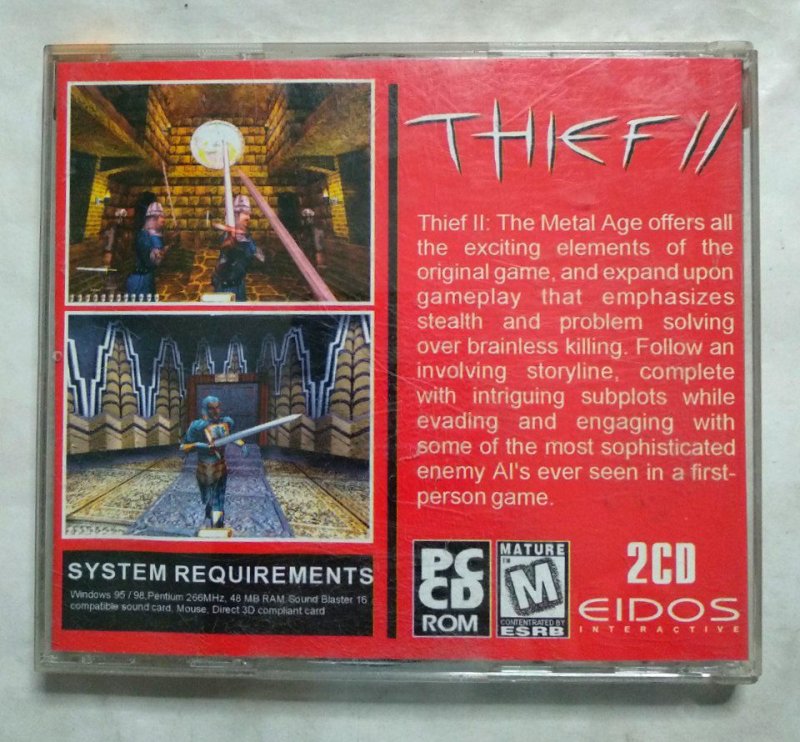 THIEF II
Thief II: The Metal Age offers all
the exciting elements of the
original game, and expand upon
gameplay that emphasizes
stealth and problem solving
over brainless killing. Follow an
involving storyline, complete
with intriguing subplots while
evading and engaging with
some of the most sophisticated
enemy AI's ever seen in a first-
person game.
SYSTEM REQUIREMENTS
Windows 95 / 98,Pentium 266MHz, 48 MB RAM, Sound Blaster 16
compatible sound card, Mouse, Direct 3D compliant card
PC
CD
ROM
MATURE
TM
M
CONTENTRATED BY
ESRB
2CD
EIDOS
INTERACTIVE